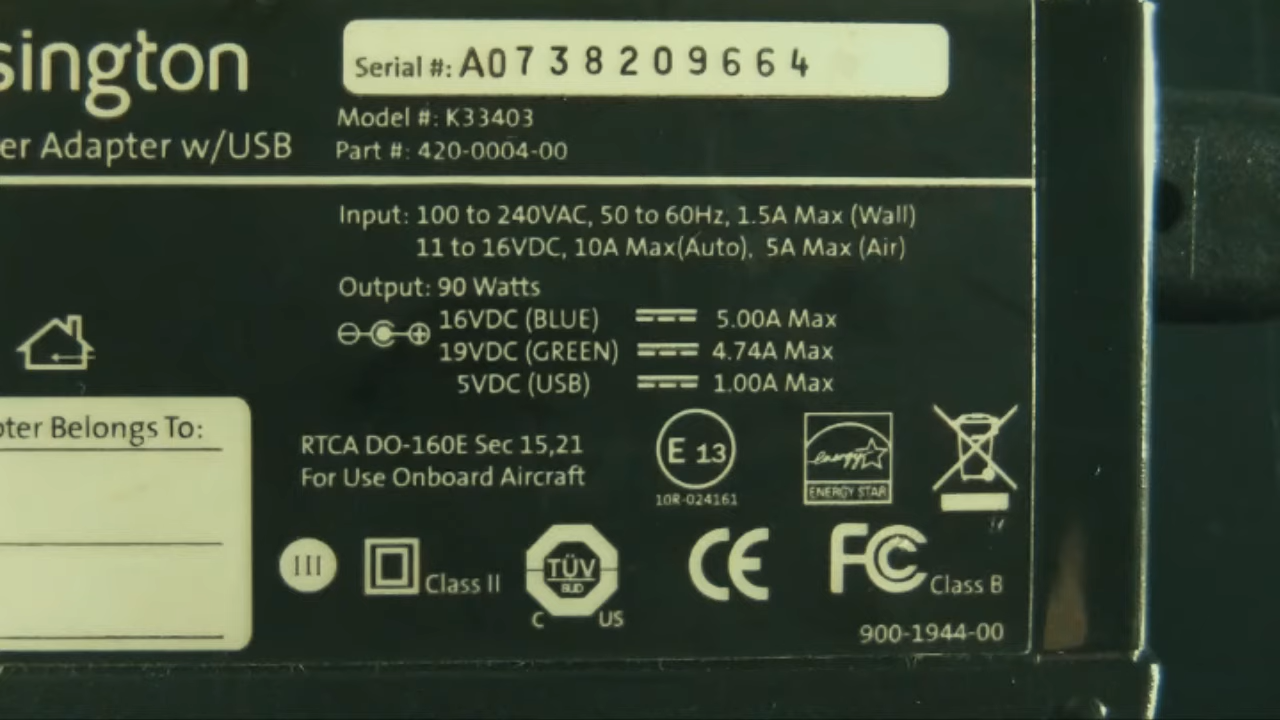 sington
Serial #: A0738209664
er Adapter w/USB
Model #: K33403
Part #: 420-0004-00
Input: 100 to 240VAC, 50 to 60Hz, 1.5A Max (Wall)
11 to 16VDC, 10A Max(Auto), 5A Max (Air)
Output: 90 Watts
16VDC (BLUE) 5.00A Max
19VDC (GREEN) 4.74A Max
5VDC (USB) 1.00A Max
pter Belongs To:
RTCA DO-160E Sec 15,21
For Use Onboard Aircraft
E 13
10R-024161
energy
ENERGY STAR
III
Class II
TÜV
SUD
C US
CE
FC Class B
900-1944-00